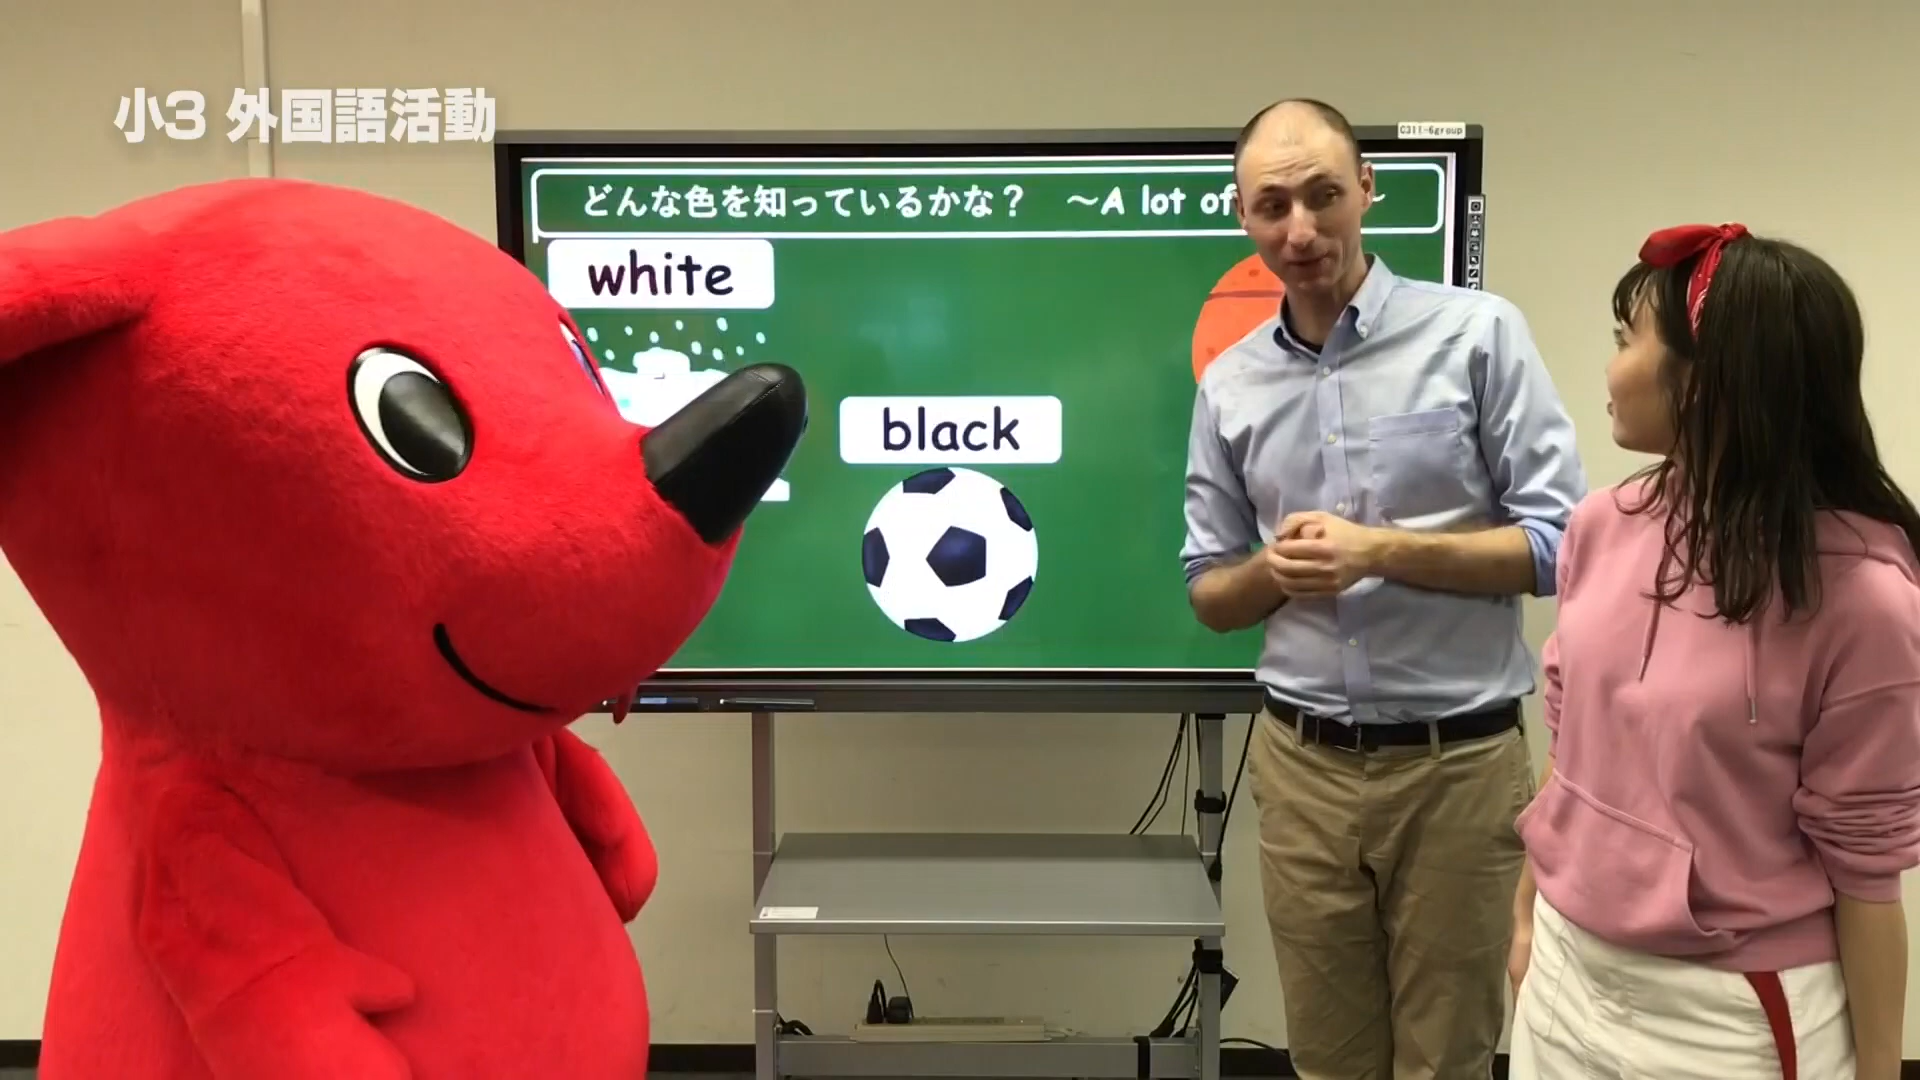 小3 外国語活動
C311-6group
どんな色を知っているかな？ 〜A lot of 〜
white
black